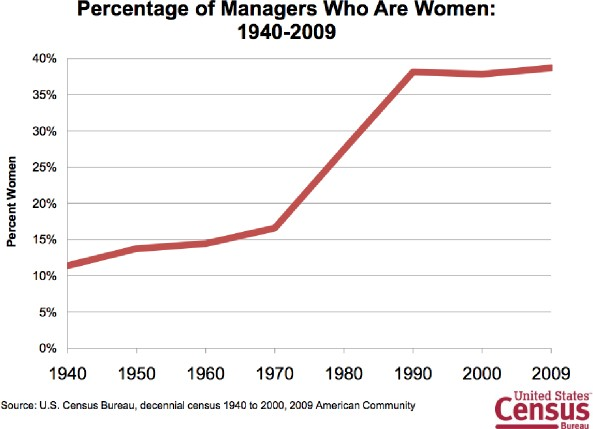 Percentage of Managers Who Are Women:
1940-2009
40%
35%
30%
25%
20%
15%
10%
5%
0%
Percent Women
1940 1950 1960 1970 1980 1990 2000 2009
Source: U.S. Census Bureau, decennial census 1940 to 2000, 2009 American Community
United States
Census
Bureau